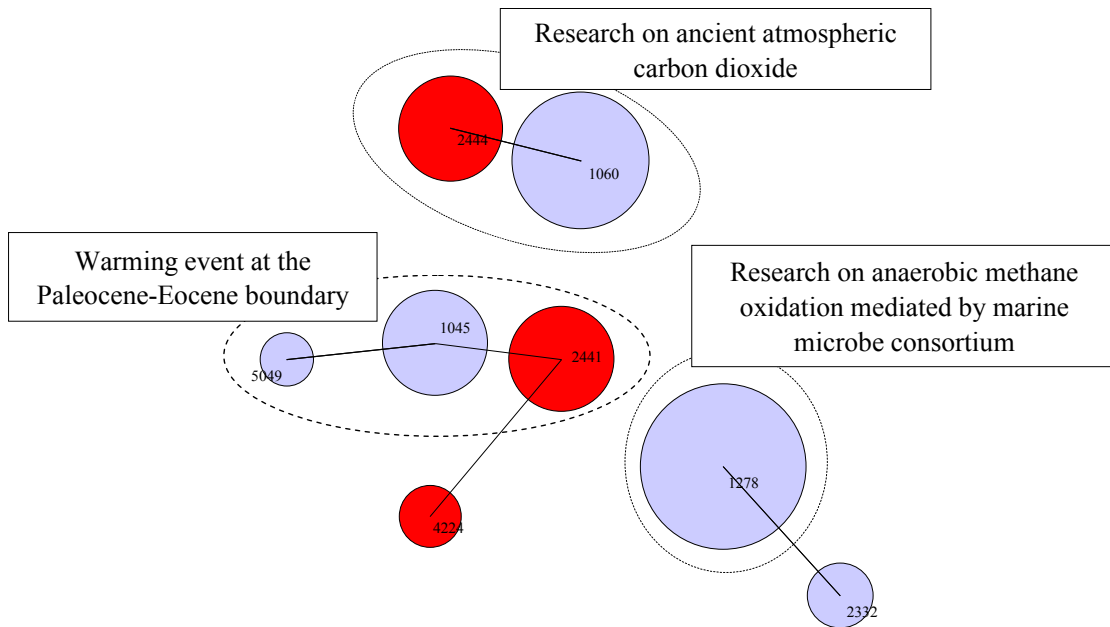 Research on ancient atmospheric
carbon dioxide
2444
1060
Warming event at the
Paleocene-Eocene boundary
Research on anaerobic methane
oxidation mediated by marine
microbe consortium
1045
2441
5049
1278
4224
2332